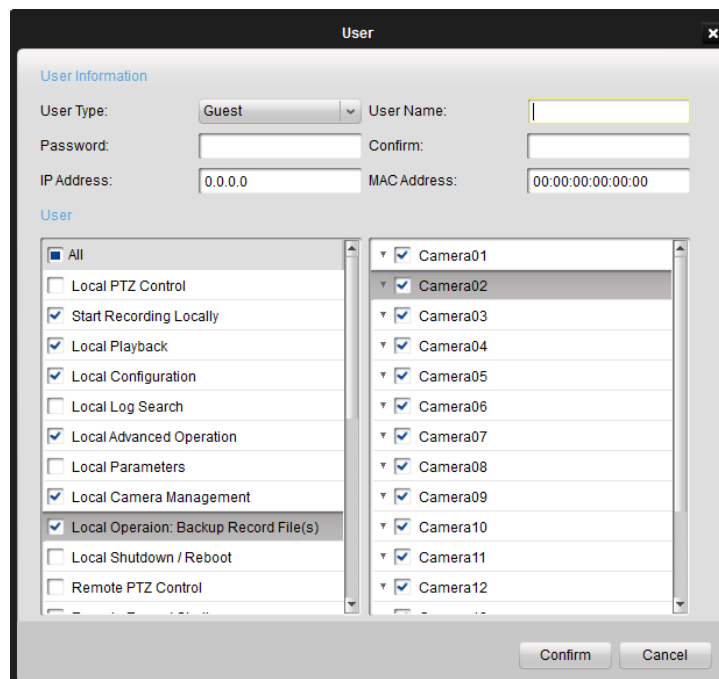 User
User Information
User Type: Guest User Name:
Password: Confirm:
IP Address: 0.0.0.0 MAC Address: 00:00:00:00:00:00
User
All
Local PTZ Control
Start Recording Locally
Local Playback
Local Configuration
Local Log Search
Local Advanced Operation
Local Parameters
Local Camera Management
Local Operaion: Backup Record File(s)
Local Shutdown / Reboot
Remote PTZ Control
Camera01
Camera02
Camera03
Camera04
Camera05
Camera06
Camera07
Camera08
Camera09
Camera10
Camera11
Camera12
Confirm Cancel